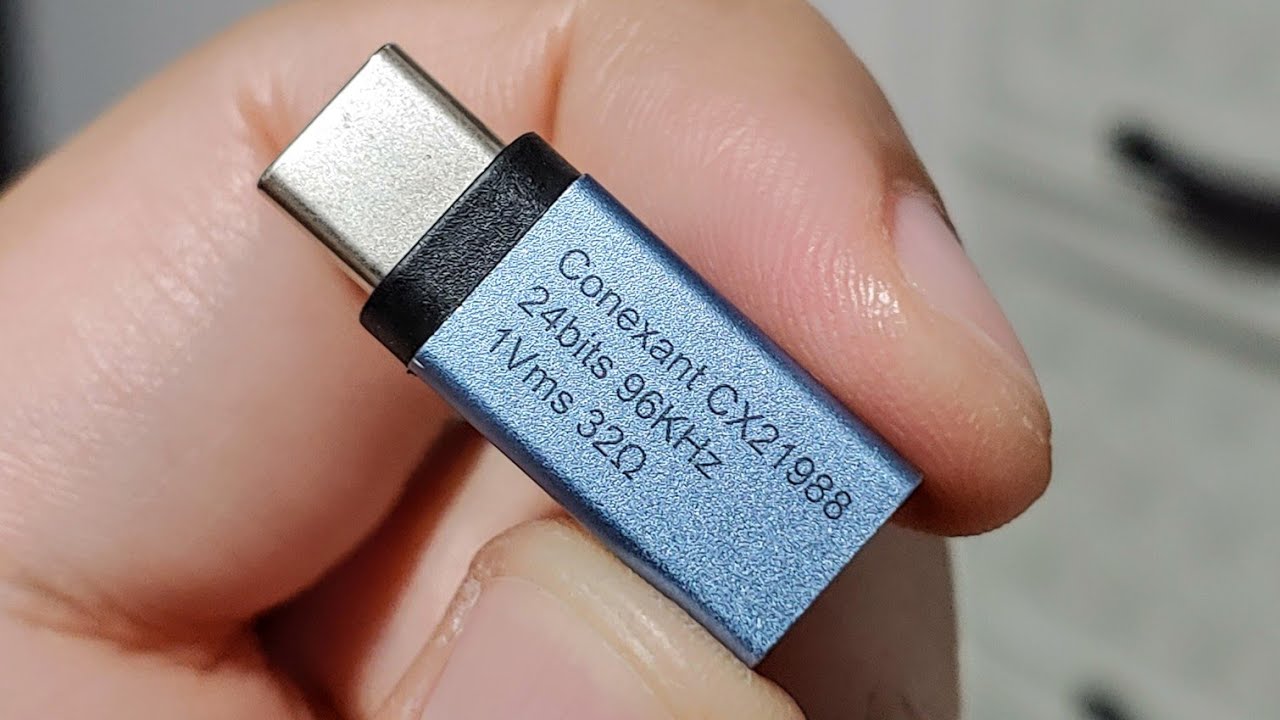 Conexant CX21988
24bits 96KHz
1Vms 32Ω